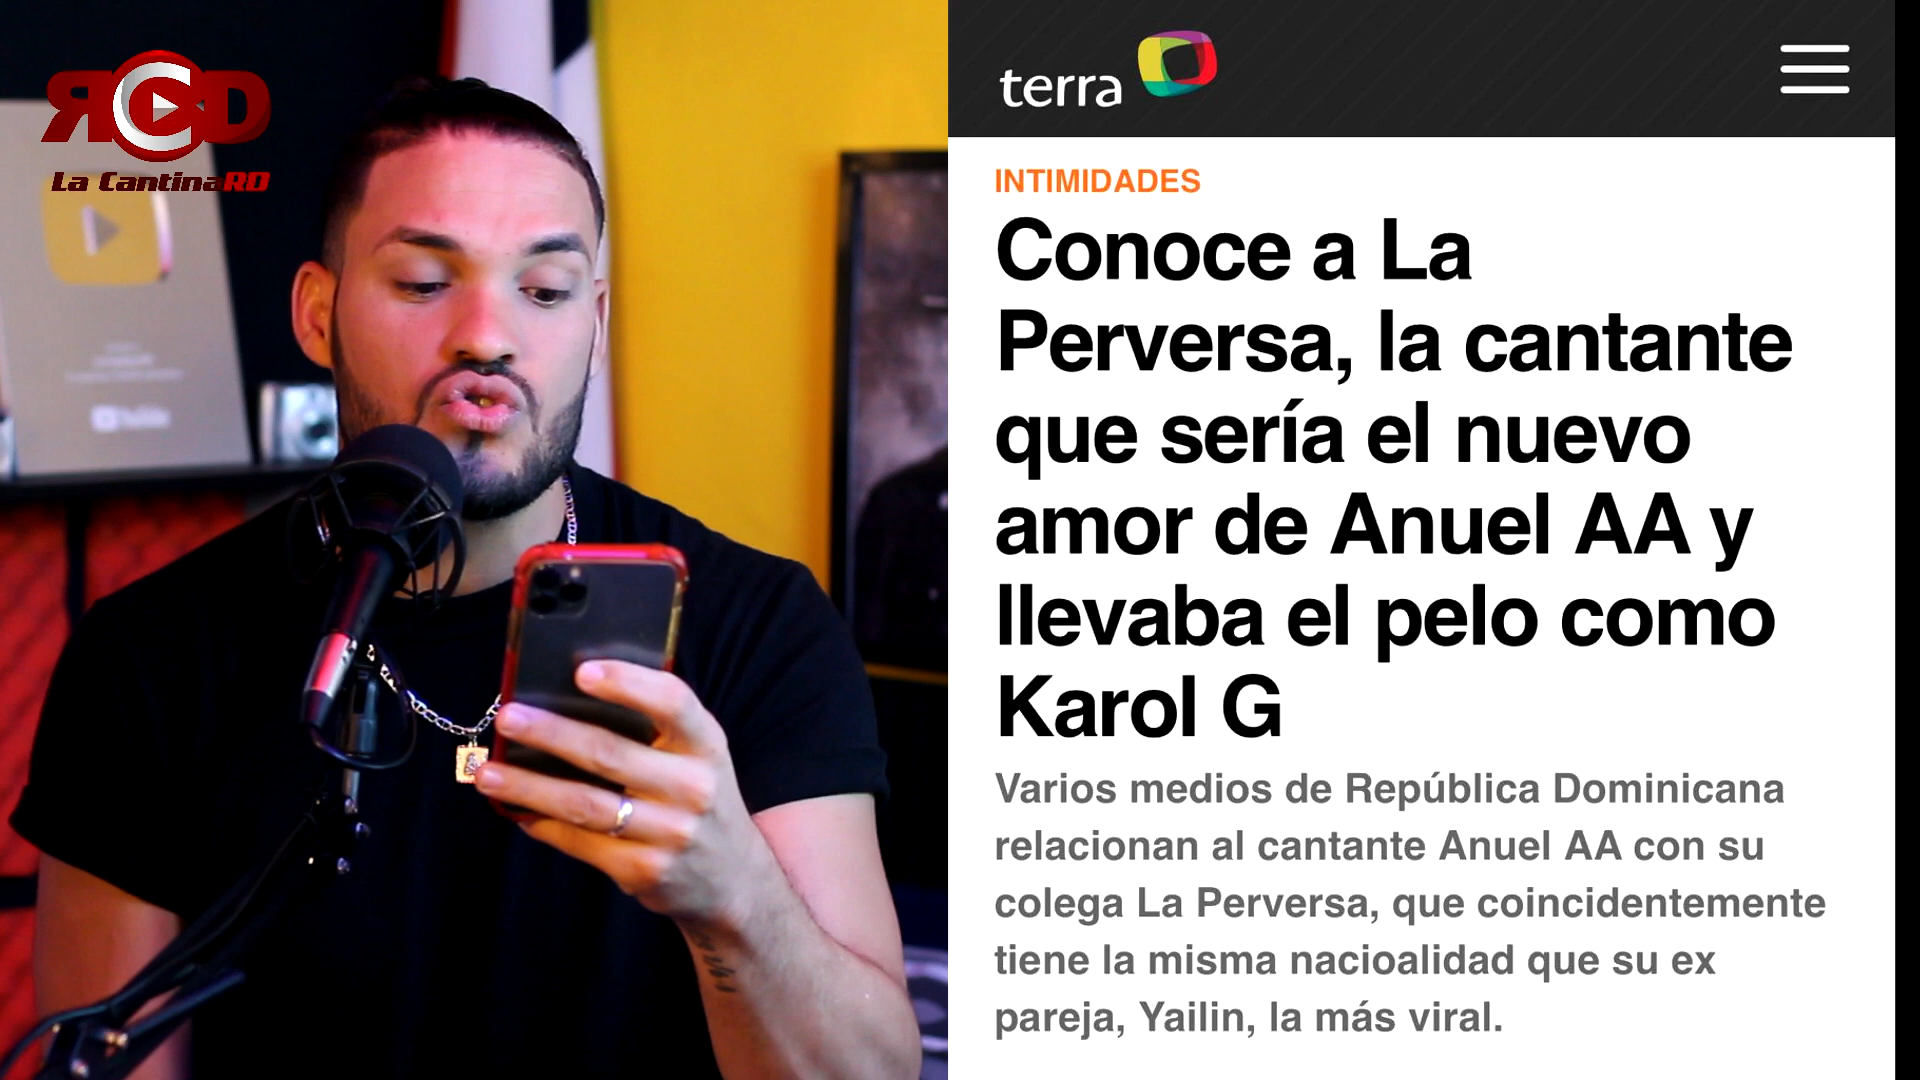 RCD
La CantinaRD
terra
INTIMIDADES
Conoce a La
Perversa, la cantante
que sería el nuevo
amor de Anuel AA y
llevaba el pelo como
Karol G
Varios medios de República Dominicana
relacionan al cantante Anuel AA con su
colega La Perversa, que coincidentemente
tiene la misma nacioalidad que su ex
pareja, Yailin, la más viral.